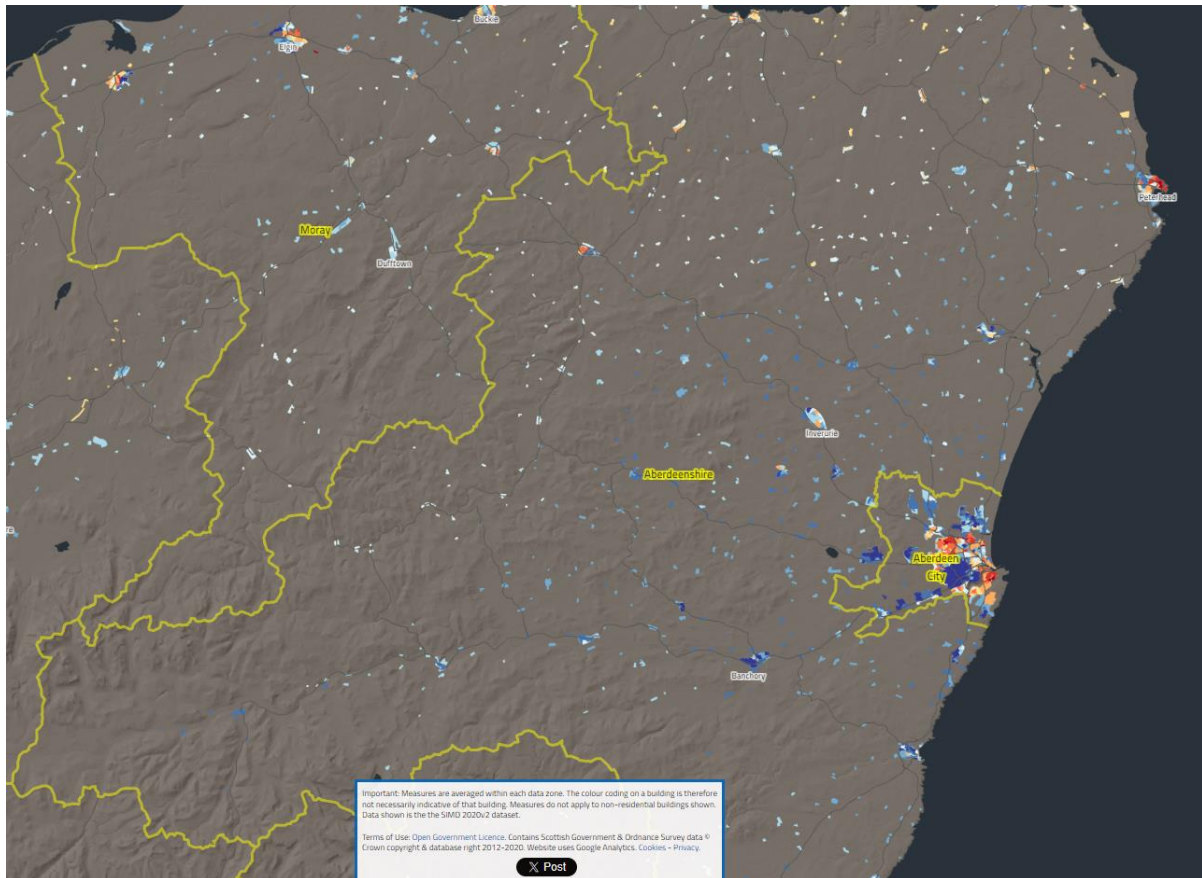 Buckie
Elgin
Peterhead
Moray
Dufftown
Inverurie
Aberdeenshire
re
Aberdeen
City
Banchory
Important: Measures are averaged within each data zone. The colour coding on a building is therefore
not necessarily indicative of that building. Measures do not apply to non-residential buildings shown.
Data shown is the the SIMD 2020v2 dataset.
Terms of Use: Open Government Licence. Contains Scottish Government & Ordnance Survey data ©
Crown copyright & database right 2012-2020. Website uses Google Analytics. Cookies - Privacy.
X Post